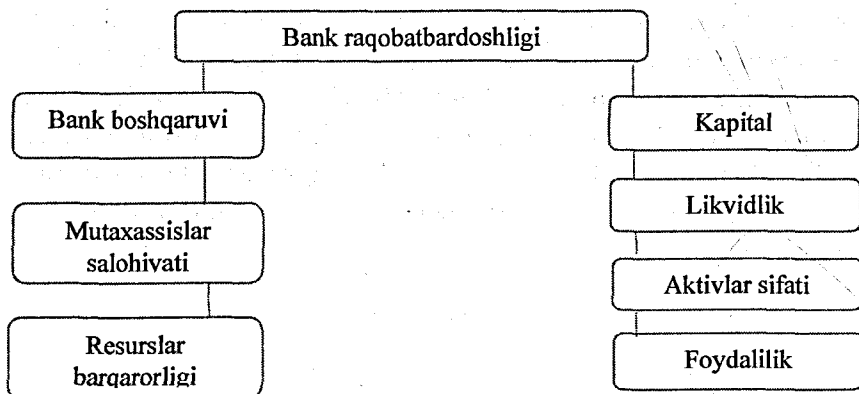 Bank raqobatbardoshligi
Bank boshqaruvi
Mutaxassislar
salohivati
Resurslar
barqarorligi
Kapital
Likvidlik
Aktivlar sifati
Foydalilik